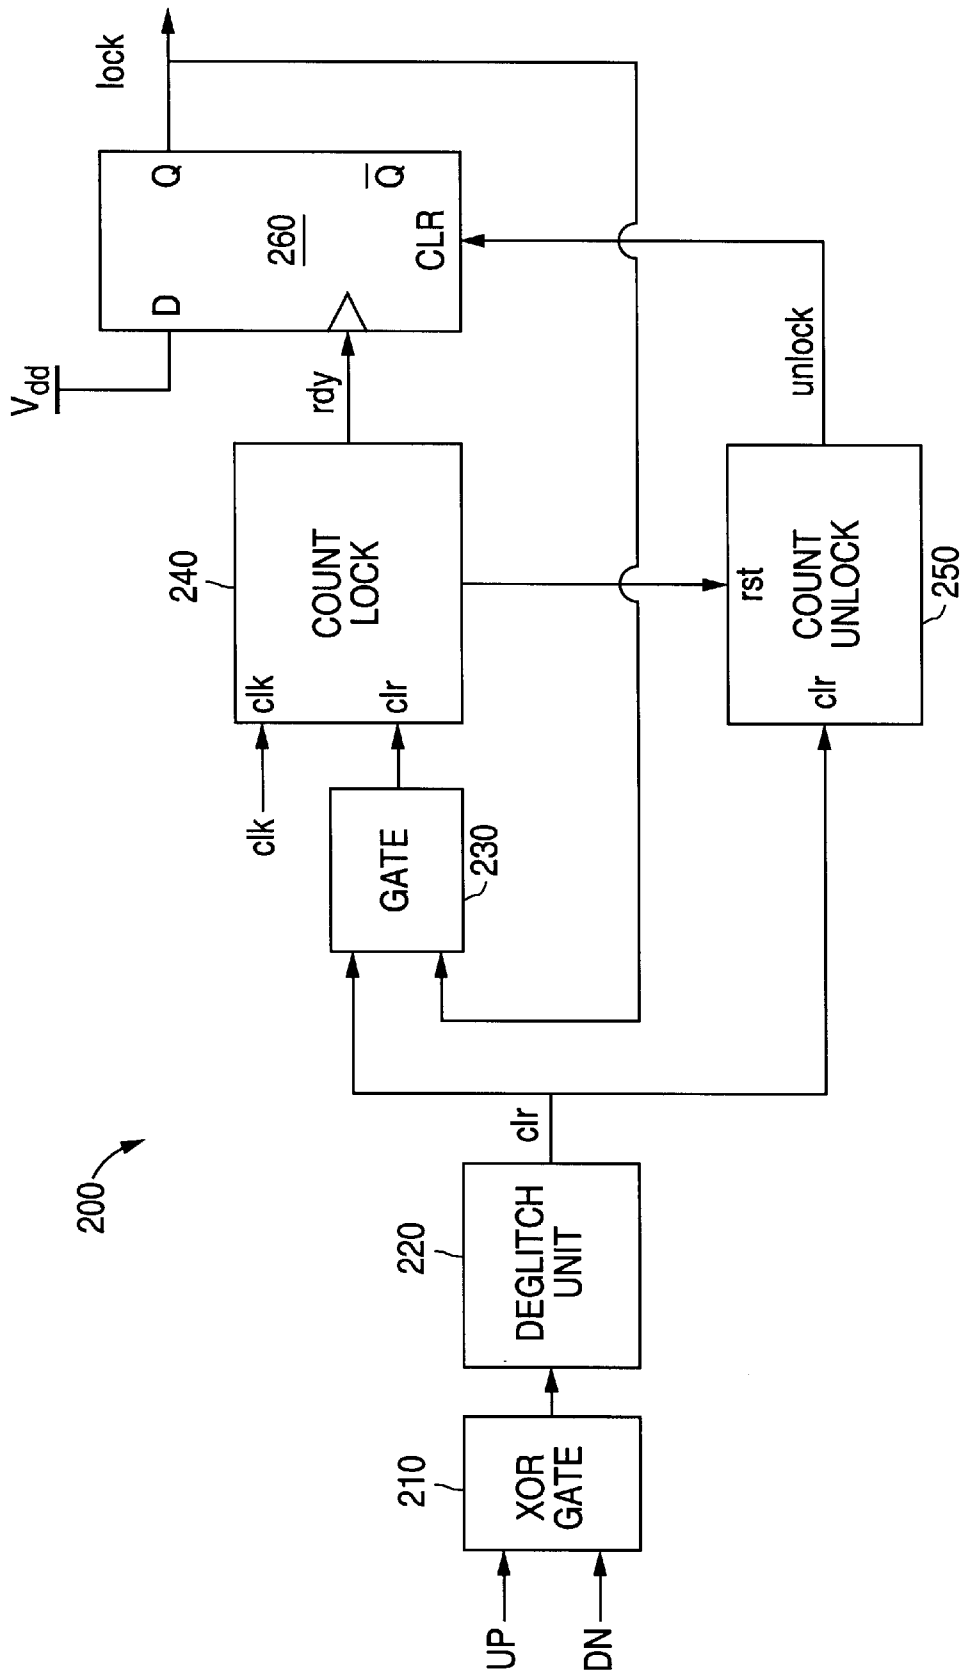 200
UP
DN
210
XOR
GATE
220
DEGLITCH
UNIT
clr
GATE
230
clk
240
clk
clr
COUNT
LOCK
rdy
Vdd
D
Q
260
Q̅
CLR
lock
rst
clr
COUNT
UNLOCK
250
unlock